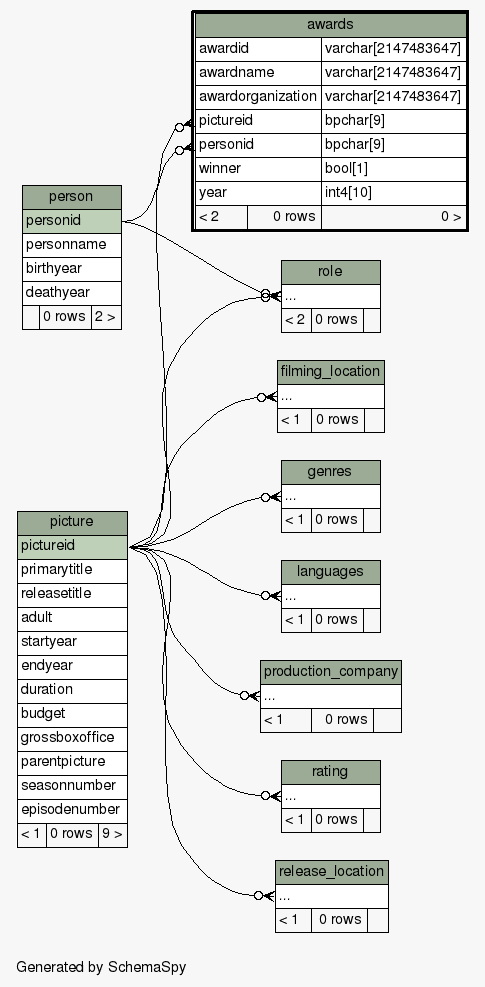 awards
awardid varchar[2147483647]
awardname varchar[2147483647]
awardorganization varchar[2147483647]
pictureid bpchar[9]
personid bpchar[9]
winner bool[1]
year int4[10]
< 2 0 rows 0 >
person
personid
personname
birthyear
deathyear
0 rows 2 >
role
...
< 2 0 rows
filming_location
...
< 1 0 rows
genres
...
< 1 0 rows
picture
pictureid
primarytitle
releasetitle
adult
startyear
endyear
duration
budget
grossboxoffice
parentpicture
seasonnumber
episodenumber
< 1 0 rows 9 >
languages
...
< 1 0 rows
production_company
...
< 1 0 rows
rating
...
< 1 0 rows
release_location
...
< 1 0 rows
Generated by SchemaSpy